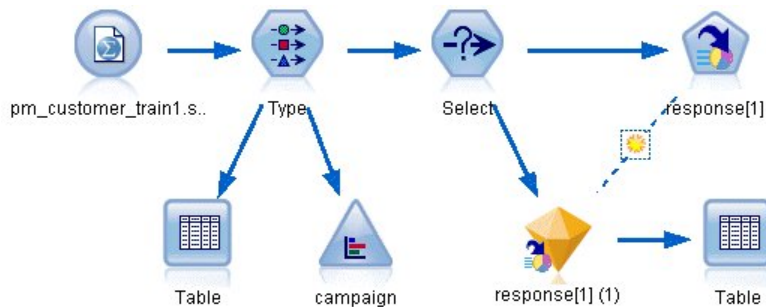 pm_customer_train1.s..
Type
Select
response[1]
Table
campaign
response[1] (1)
Table